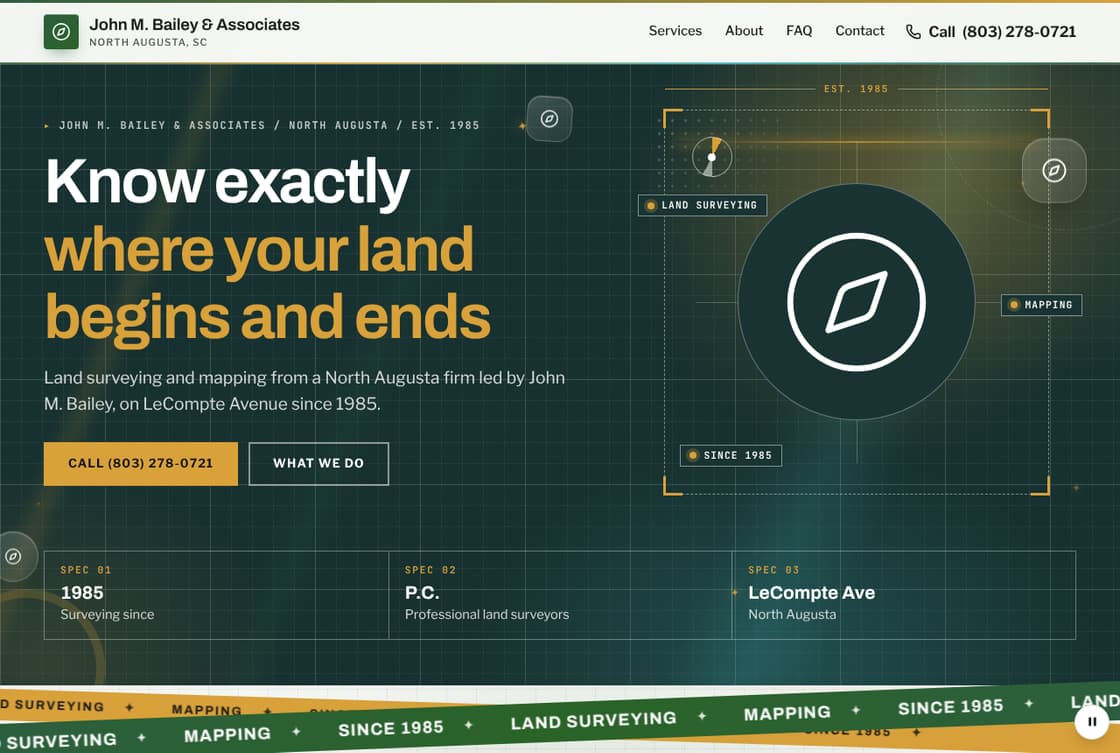 John M. Bailey & Associates
NORTH AUGUSTA, SC
Services About FAQ Contact Call (803) 278-0721
EST. 1985
JOHN M. BAILEY & ASSOCIATES / NORTH AUGUSTA / EST. 1985
Know exactly
where your land
begins and ends
Land surveying and mapping from a North Augusta firm led by John
M. Bailey, on LeCompte Avenue since 1985.
CALL (803) 278-0721 WHAT WE DO
LAND SURVEYING
MAPPING
SINCE 1985
SPEC 01
1985
Surveying since
SPEC 02
P.C.
Professional land surveyors
SPEC 03
LeCompte Ave
North Augusta
D SURVEYING ✦ MAPPING ✦
SURVEYING ✦ MAPPING ✦ SINCE 1985 ✦ LAND SURVEYING ✦ MAPPING ✦ SINCE 1985 ✦ LAND
SINCE 1985 ✦